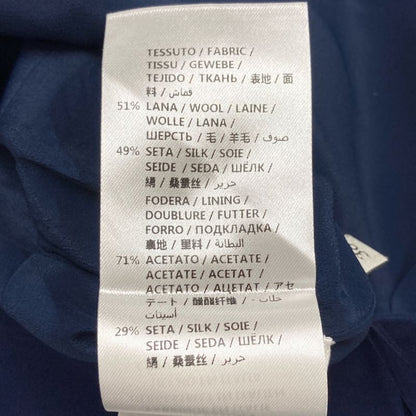 TESSUTO / FABRIC /
TISSU / GEWEBE /
TEJIDO / ТКАНЬ / 表地 / 面
料 / قماش /
51% LANA / WOOL / LAINE /
WOLLE / LANA /
ШЕРСТЬ / 毛 / 羊毛 / صوف /
49% SETA / SILK / SOIE /
SEIDE / SEDA / ШЁЛК /
絹 / 桑蚕丝 / حرير /
FODERA / LINING /
DOUBLURE / FUTTER /
FORRO / ПОДКЛАДКА /
裏地 / 里料 / البطانة /
71% ACETATO / ACETATE /
ACETATE / ACETAT /
ACETATO / АЦЕТАТ / アセ
テート / 醋酸纤维 / خلات -
أسيتات
29% SETA / SILK / SOIE /
SEIDE / SEDA / ШЁЛК /
絹 / 桑蚕丝 / حرير /